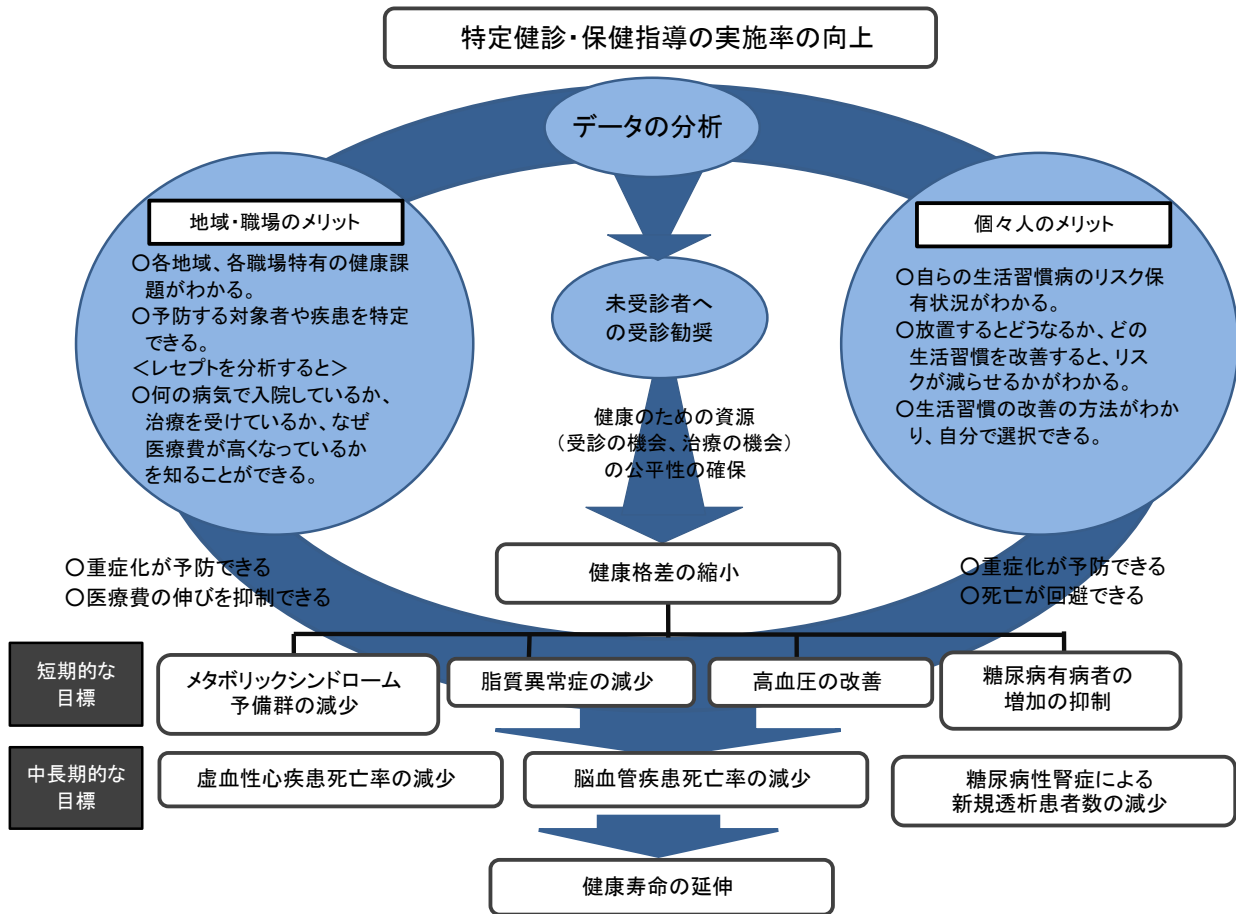 特定健診・保健指導の実施率の向上
データの分析
地域・職場のメリット
○各地域、各職場特有の健康課
題がわかる。
○予防する対象者や疾患を特定
できる。
＜レセプトを分析すると＞
○何の病気で入院しているか、
治療を受けているか、なぜ
医療費が高くなっているか
を知ることができる。
未受診者へ
の受診勧奨
個々人のメリット
○自らの生活習慣病のリスク保
有状況がわかる。
○放置するとどうなるか、どの
生活習慣を改善すると、リス
クが減らせるかがわかる。
○生活習慣の改善の方法がわか
り、自分で選択できる。
健康のための資源
（受診の機会、治療の機会）
の公平性の確保
○重症化が予防できる
○医療費の伸びを抑制できる
健康格差の縮小
○重症化が予防できる
○死亡が回避できる
短期的な
目標
メタボリックシンドローム
予備群の減少
脂質異常症の減少
高血圧の改善
糖尿病有病者の
増加の抑制
中長期的な
目標
虚血性心疾患死亡率の減少
脳血管疾患死亡率の減少
糖尿病性腎症による
新規透析患者数の減少
健康寿命の延伸